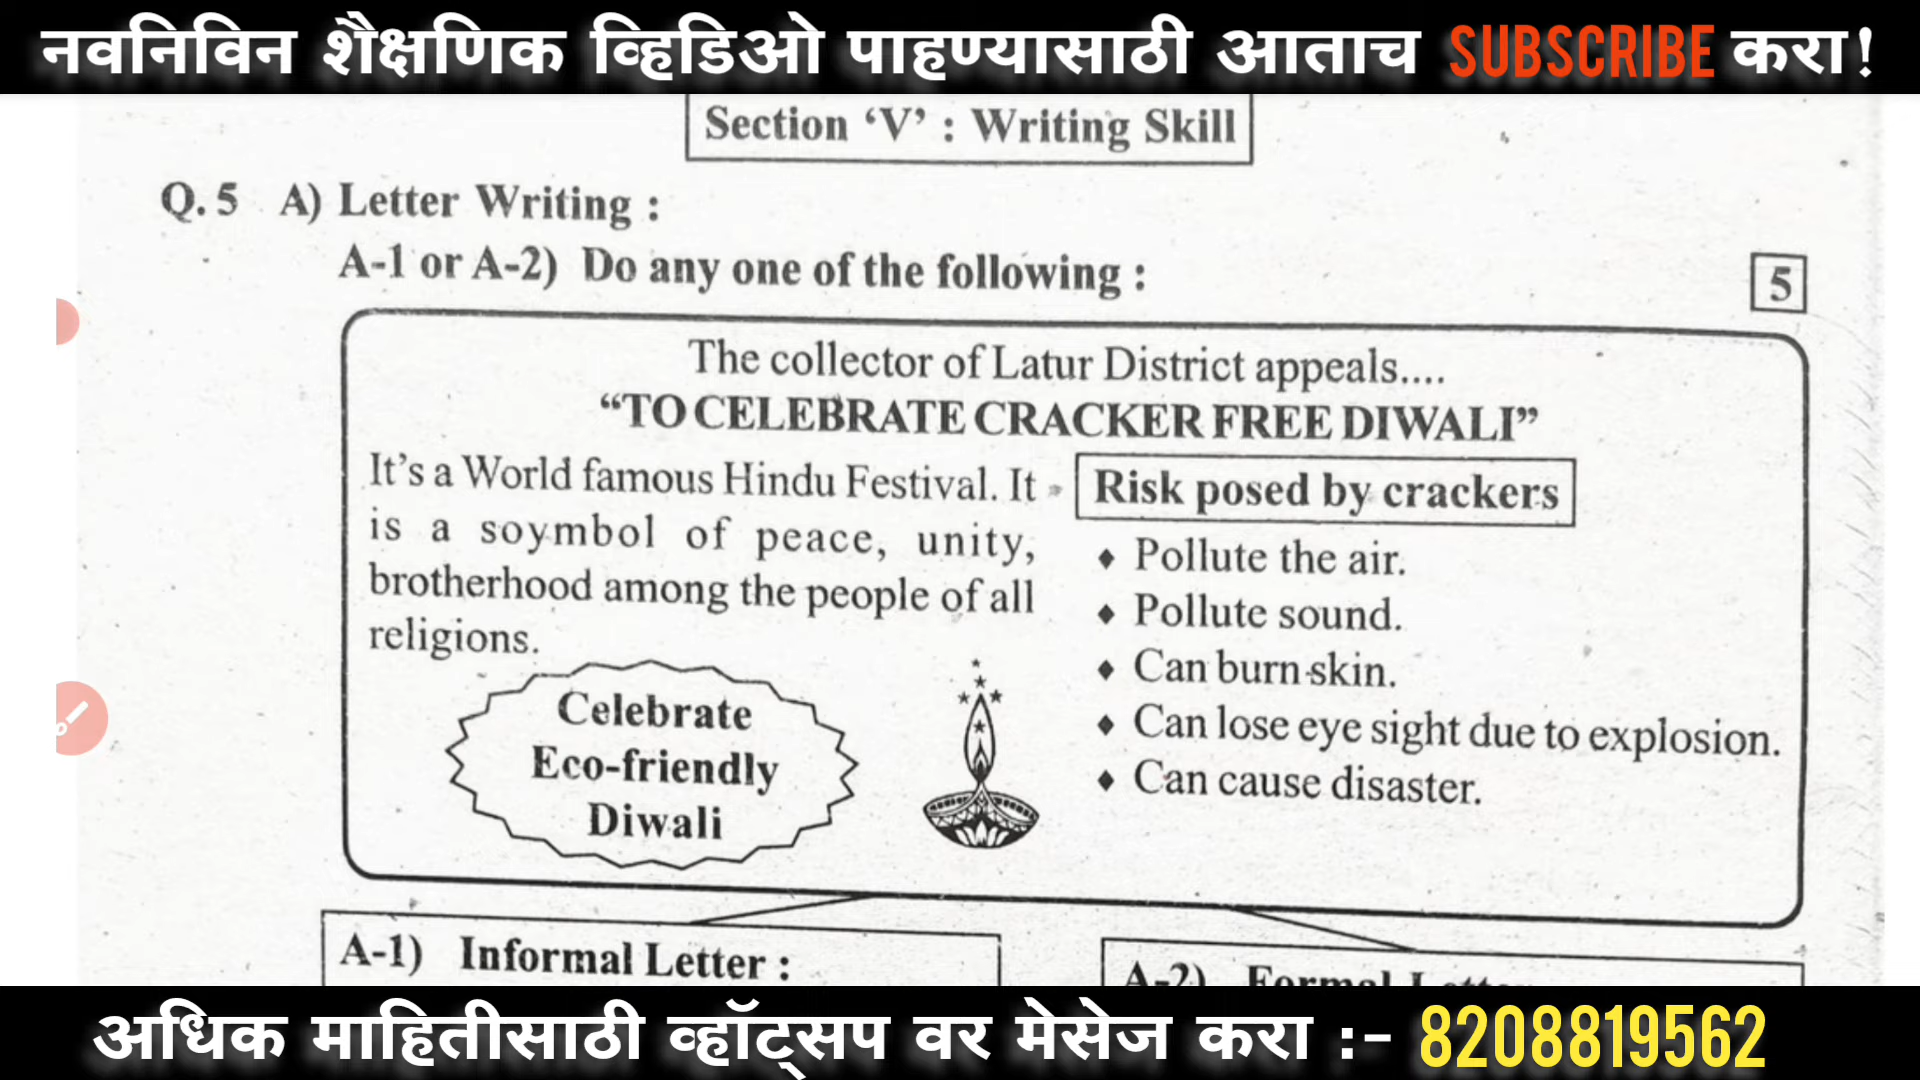 नवनिविन शैक्षणिक व्हिडिओ पाहण्यासाठी आताच SUBSCRIBE करा!
Section ‘V’ : Writing Skill
Q. 5 A) Letter Writing :
A-1 or A-2) Do any one of the following :
5
The collector of Latur District appeals....
“TO CELEBRATE CRACKER FREE DIWALI”
It’s a World famous Hindu Festival. It
is a soymbol of peace, unity,
brotherhood among the people of all
religions.
Celebrate
Eco-friendly
Diwali
Risk posed by crackers
♦ Pollute the air.
♦ Pollute sound.
♦ Can burn skin.
♦ Can lose eye sight due to explosion.
♦ Can cause disaster.
A-1) Informal Letter :
A-2) Formal Letter
अधिक माहितीसाठी व्हॉट्सप वर मेसेज करा :- 8208819562